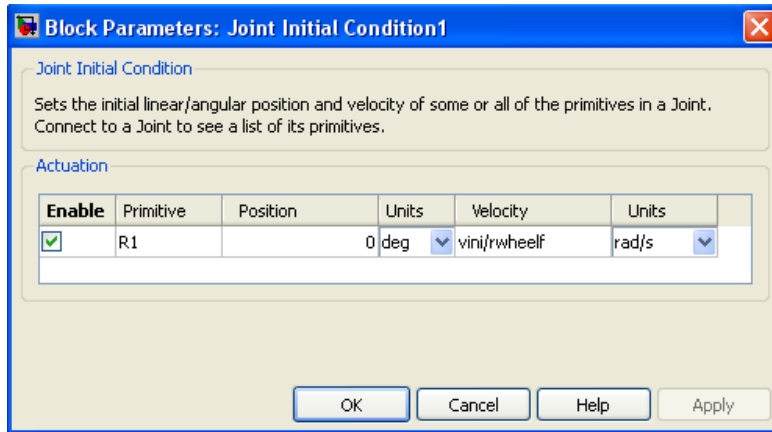 Block Parameters: Joint Initial Condition1
Joint Initial Condition
Sets the initial linear/angular position and velocity of some or all of the primitives in a Joint.
Connect to a Joint to see a list of its primitives.
Actuation
Enable Primitive Position Units Velocity Units
R1 0 deg vini/rwheelf rad/s
OK Cancel Help Apply